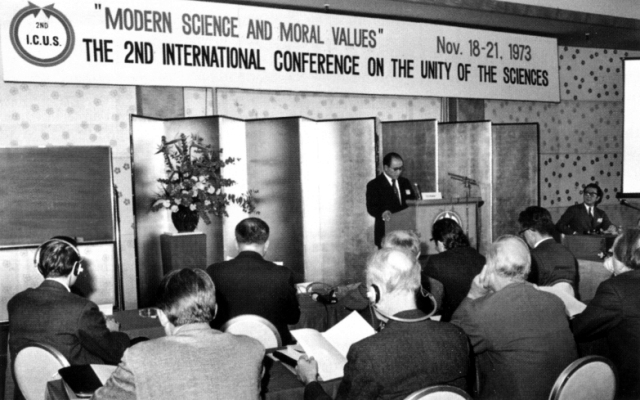 2ND
I.C.U.S.
"MODERN SCIENCE AND MORAL VALUES"
Nov. 18-21, 1973
THE 2ND INTERNATIONAL CONFERENCE ON THE UNITY OF THE SCIENCES